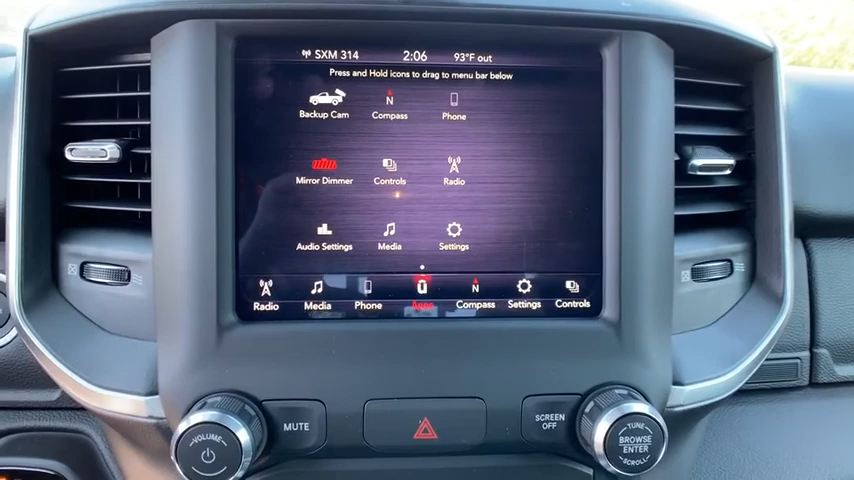 SXM 314 2:06 93°F out
Press and Hold icons to drag to menu bar below
Backup Cam Compass Phone
N
Mirror Dimmer Controls Radio
Audio Settings Media Settings
N
Radio Media Phone Apps Compass Settings Controls
VOLUME
MUTE
SCREEN
OFF
TUNE
BROWSE
ENTER
SCROLL